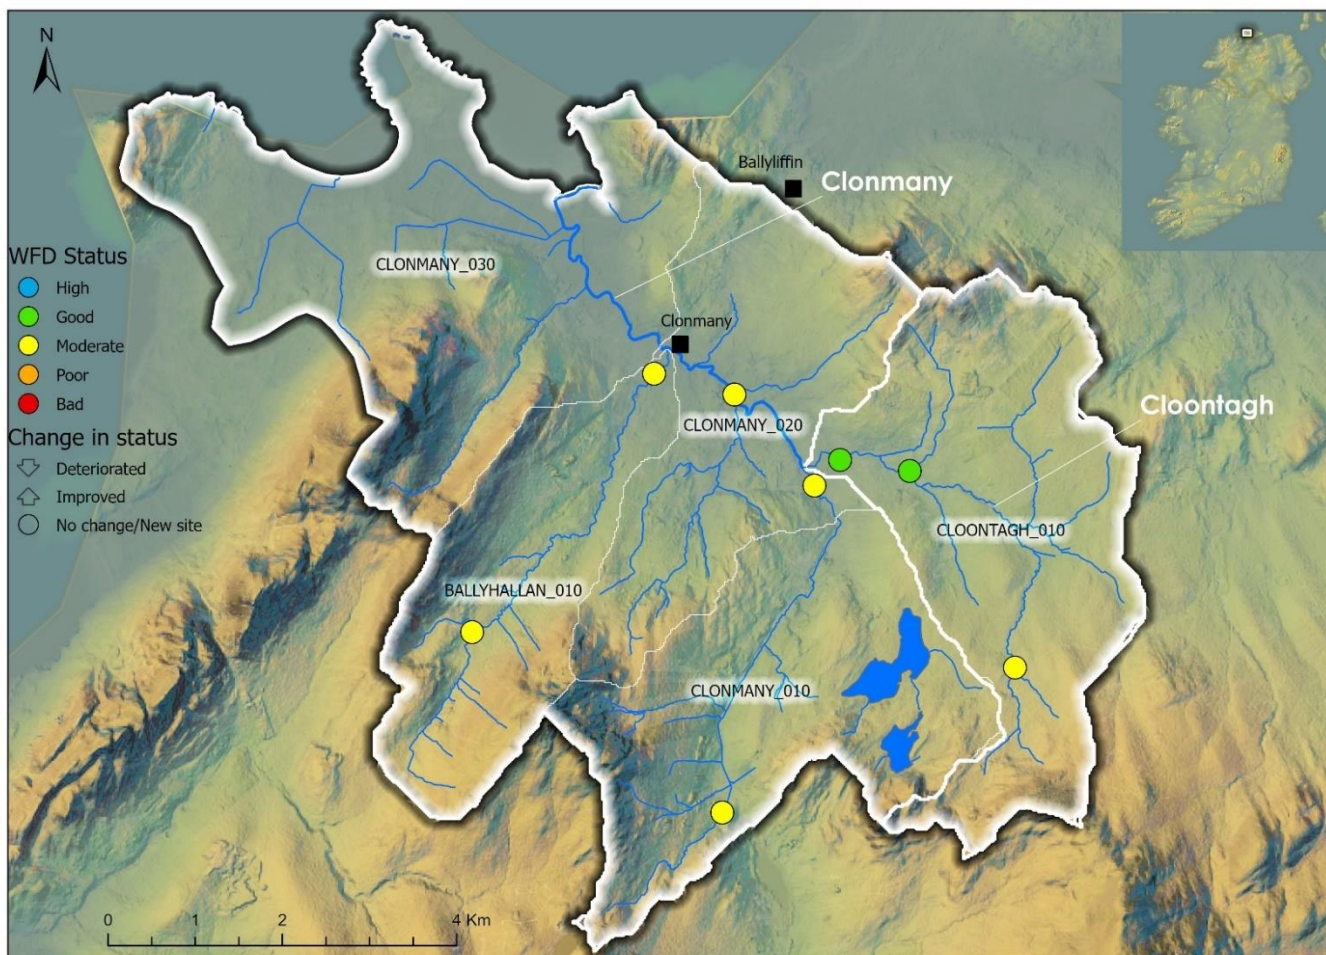 N
Ballyliffin
Clonmany
WFD Status
High
Good
Moderate
Poor
Bad
Change in status
Deteriorated
Improved
No change/New site
CLONMANY_030
Clonmany
Cloontagh
CLONMANY_020
CLOONTAGH_010
BALLYHALLAN_010
CLONMANY_010
0 1 2 4 Km